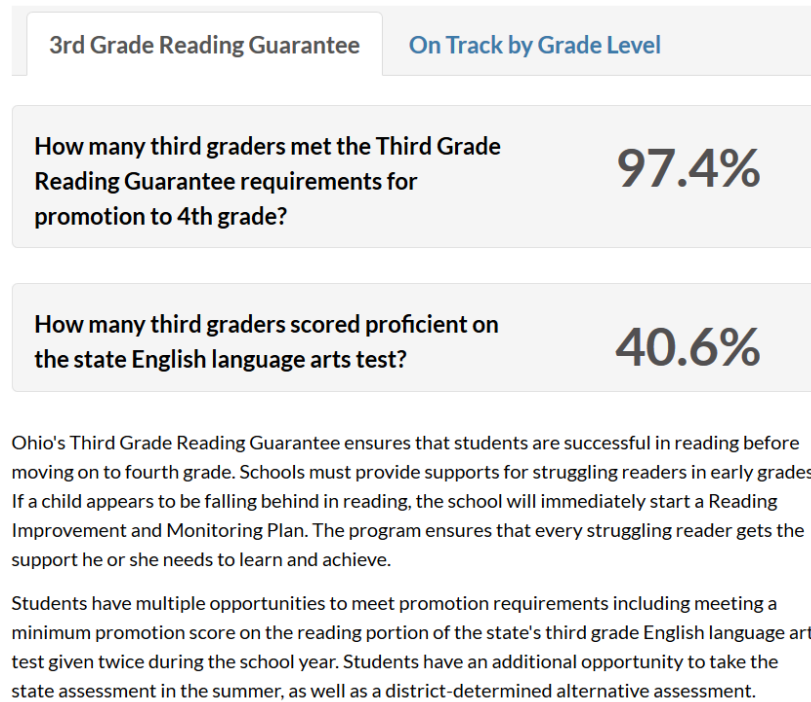 3rd Grade Reading Guarantee
On Track by Grade Level
How many third graders met the Third Grade
Reading Guarantee requirements for
promotion to 4th grade?
97.4%
How many third graders scored proficient on
the state English language arts test?
40.6%
Ohio's Third Grade Reading Guarantee ensures that students are successful in reading before
moving on to fourth grade. Schools must provide supports for struggling readers in early grades
If a child appears to be falling behind in reading, the school will immediately start a Reading
Improvement and Monitoring Plan. The program ensures that every struggling reader gets the
support he or she needs to learn and achieve.
Students have multiple opportunities to meet promotion requirements including meeting a
minimum promotion score on the reading portion of the state's third grade English language art
test given twice during the school year. Students have an additional opportunity to take the
state assessment in the summer, as well as a district-determined alternative assessment.